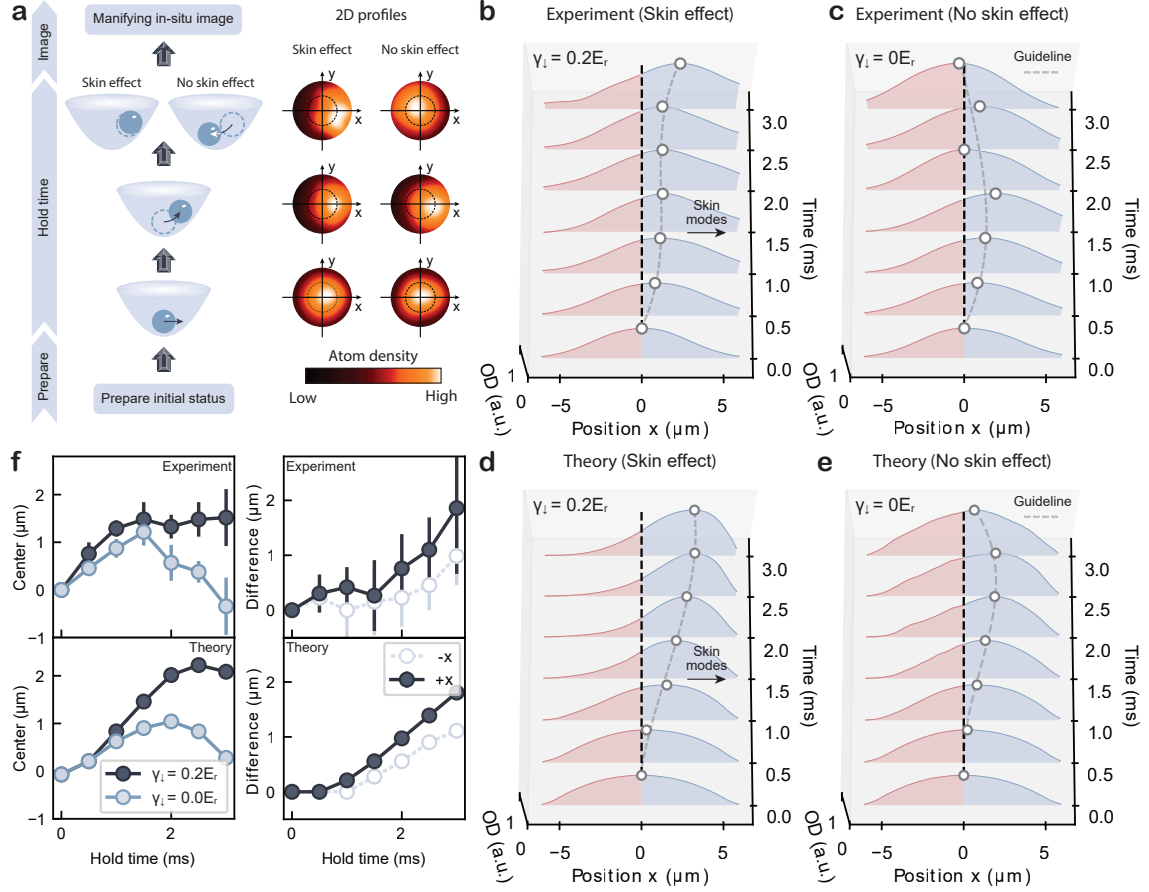 a
Image
Hold time
Prepare
Manifying in-situ image
Skin effect
No skin effect
Prepare initial status
2D profiles
Skin effect
No skin effect
y
x
y
x
y
x
y
x
y
x
y
x
Atom density
Low
High
b
Experiment (Skin effect)
γ↓ = 0.2Eᵣ
3.0
2.5
2.0
1.5
1.0
0.5
0.0
Time (ms)
Skin
modes
OD (a.u.)
1
0
−5
0
5
Position x (μm)
c
Experiment (No skin effect)
γ↓ = 0Eᵣ
Guideline
3.0
2.5
2.0
1.5
1.0
0.5
0.0
Time (ms)
OD (a.u.)
1
0
−5
0
5
Position x (μm)
d
Theory (Skin effect)
γ↓ = 0.2Eᵣ
3.0
2.5
2.0
1.5
1.0
0.5
0.0
Time (ms)
Skin
modes
OD (a.u.)
1
0
−5
0
5
Position x (μm)
e
Theory (No skin effect)
γ↓ = 0Eᵣ
Guideline
3.0
2.5
2.0
1.5
1.0
0.5
0.0
Time (ms)
OD (a.u.)
1
0
−5
0
5
Position x (μm)
f
Experiment
Center (μm)
2
1
0
−1
Theory
Center (μm)
2
1
0
−1
γ↓ = 0.2Eᵣ
γ↓ = 0.0Eᵣ
0
2
Hold time (ms)
Experiment
Difference (μm)
2
1
0
Theory
Difference (μm)
2
1
0
-x
+x
0
2
Hold time (ms)